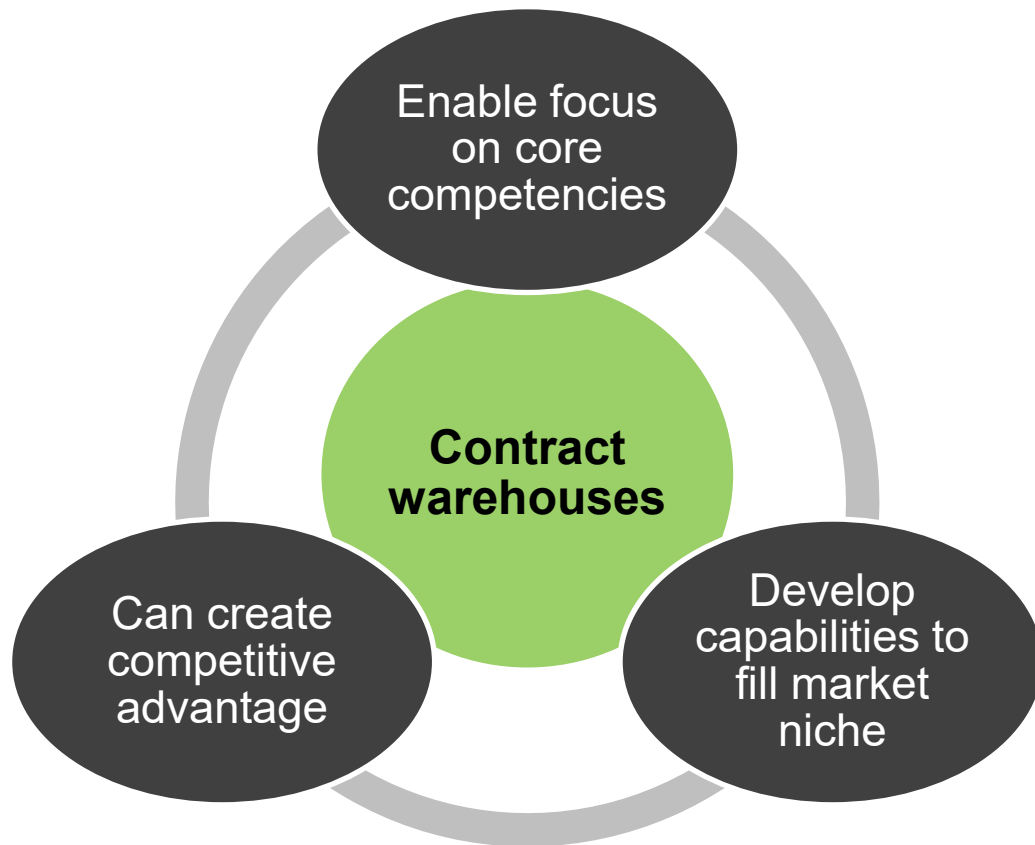 Enable focus
on core
competencies
Contract
warehouses
Can create
competitive
advantage
Develop
capabilities to
fill market
niche